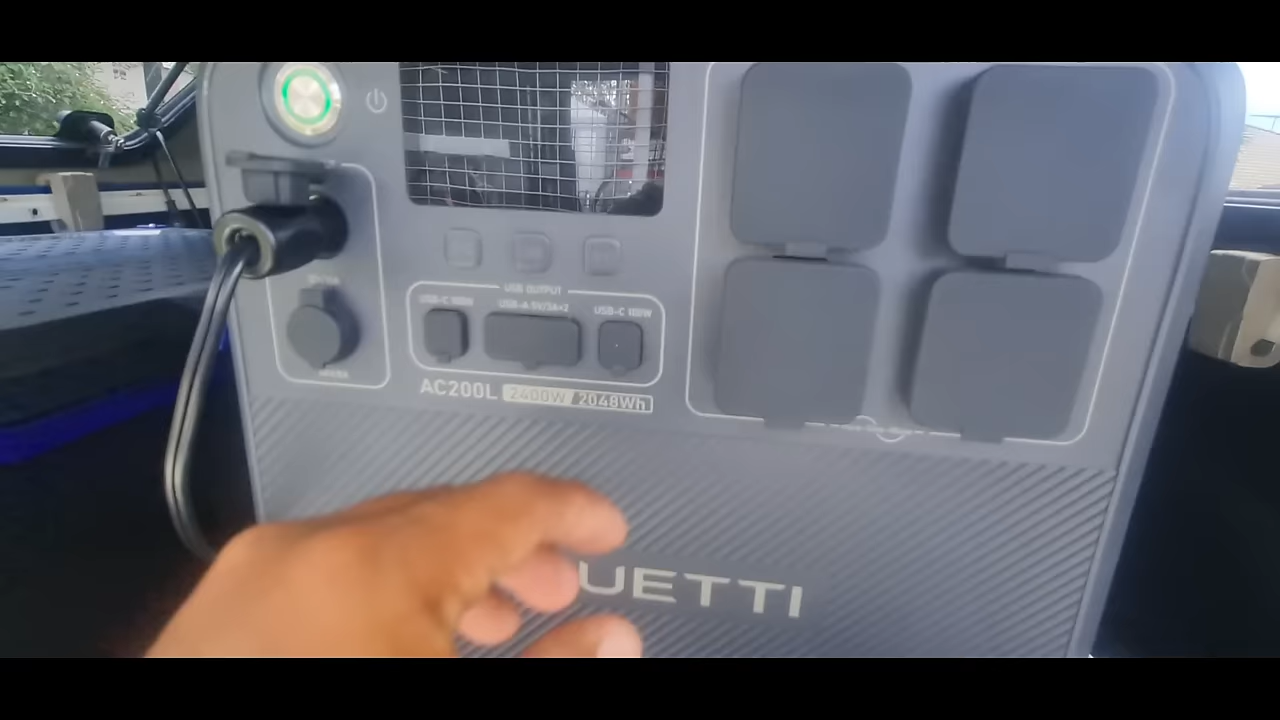 USB OUTPUT
USB-C 100W
USB-A 5V/3A×2
USB-C 100W
AC200L 2400W 2048Wh
UETTI